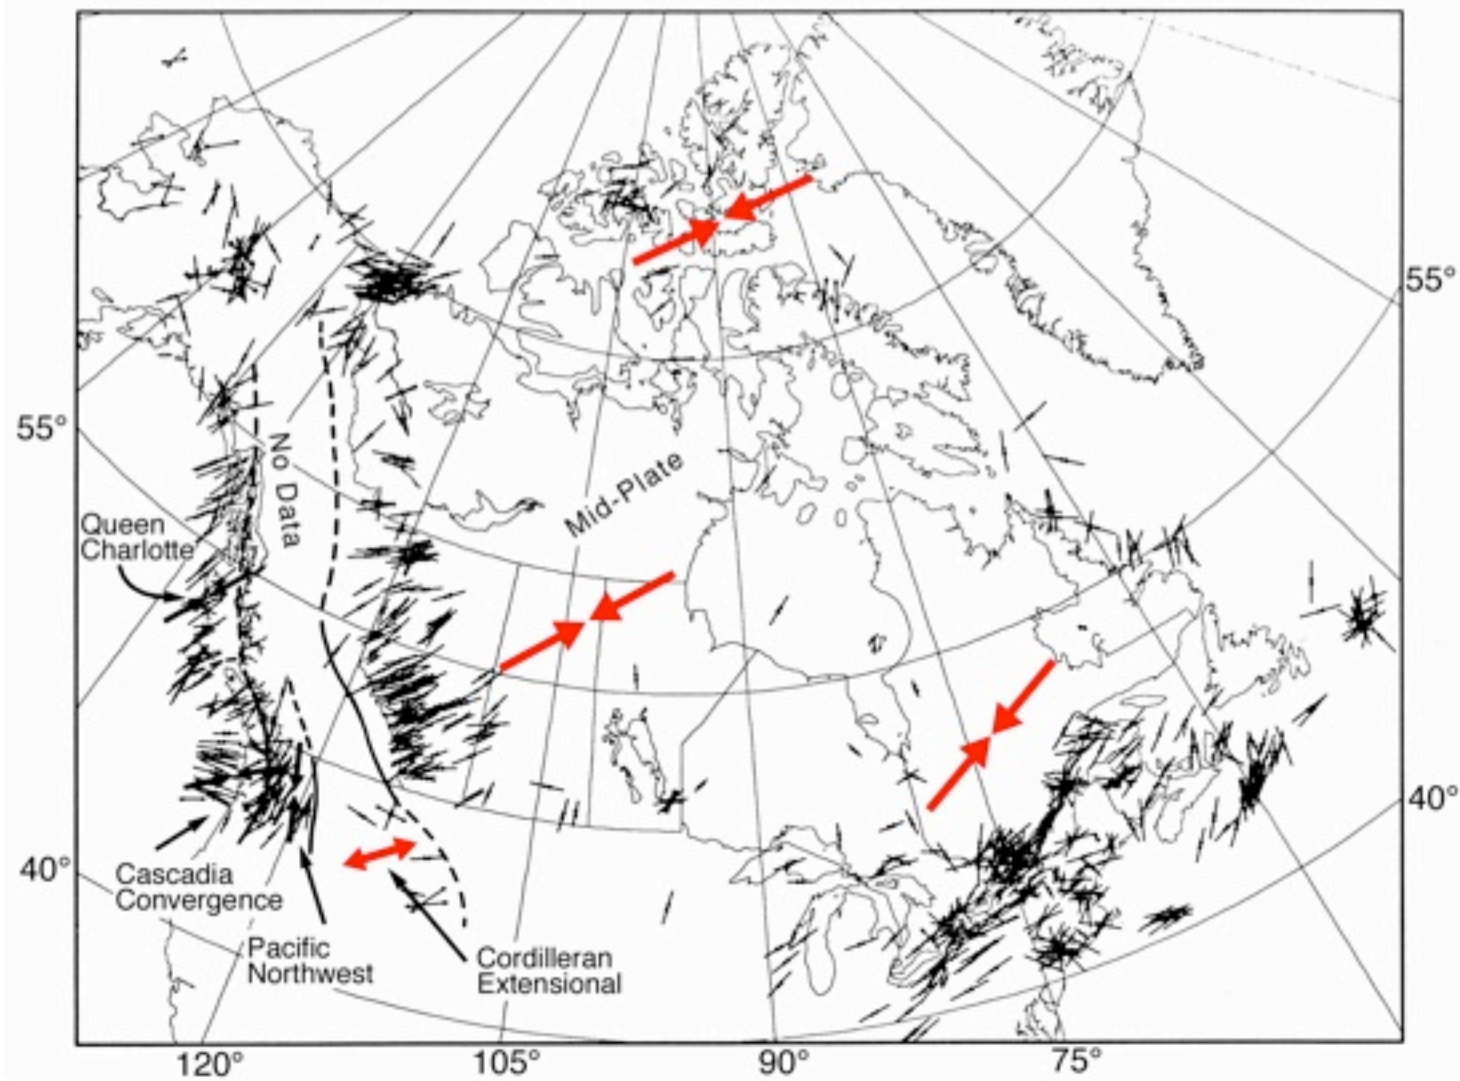 55°
55°
No Data
Mid-Plate
Queen
Charlotte
40°
40°
Cascadia
Convergence
Pacific
Northwest
Cordilleran
Extensional
120°
105°
90°
75°